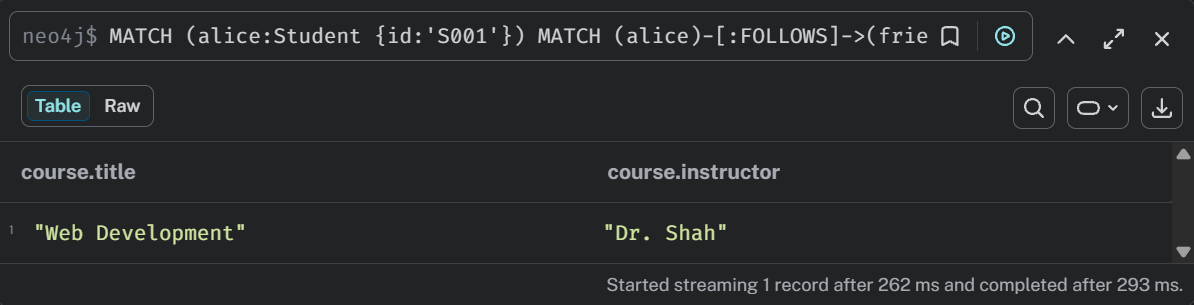 neo4j$ MATCH (alice:Student {id:'S001'}) MATCH (alice)-[:FOLLOWS]->(frie
Table Raw
course.title course.instructor
1 "Web Development" "Dr. Shah"
Started streaming 1 record after 262 ms and completed after 293 ms.